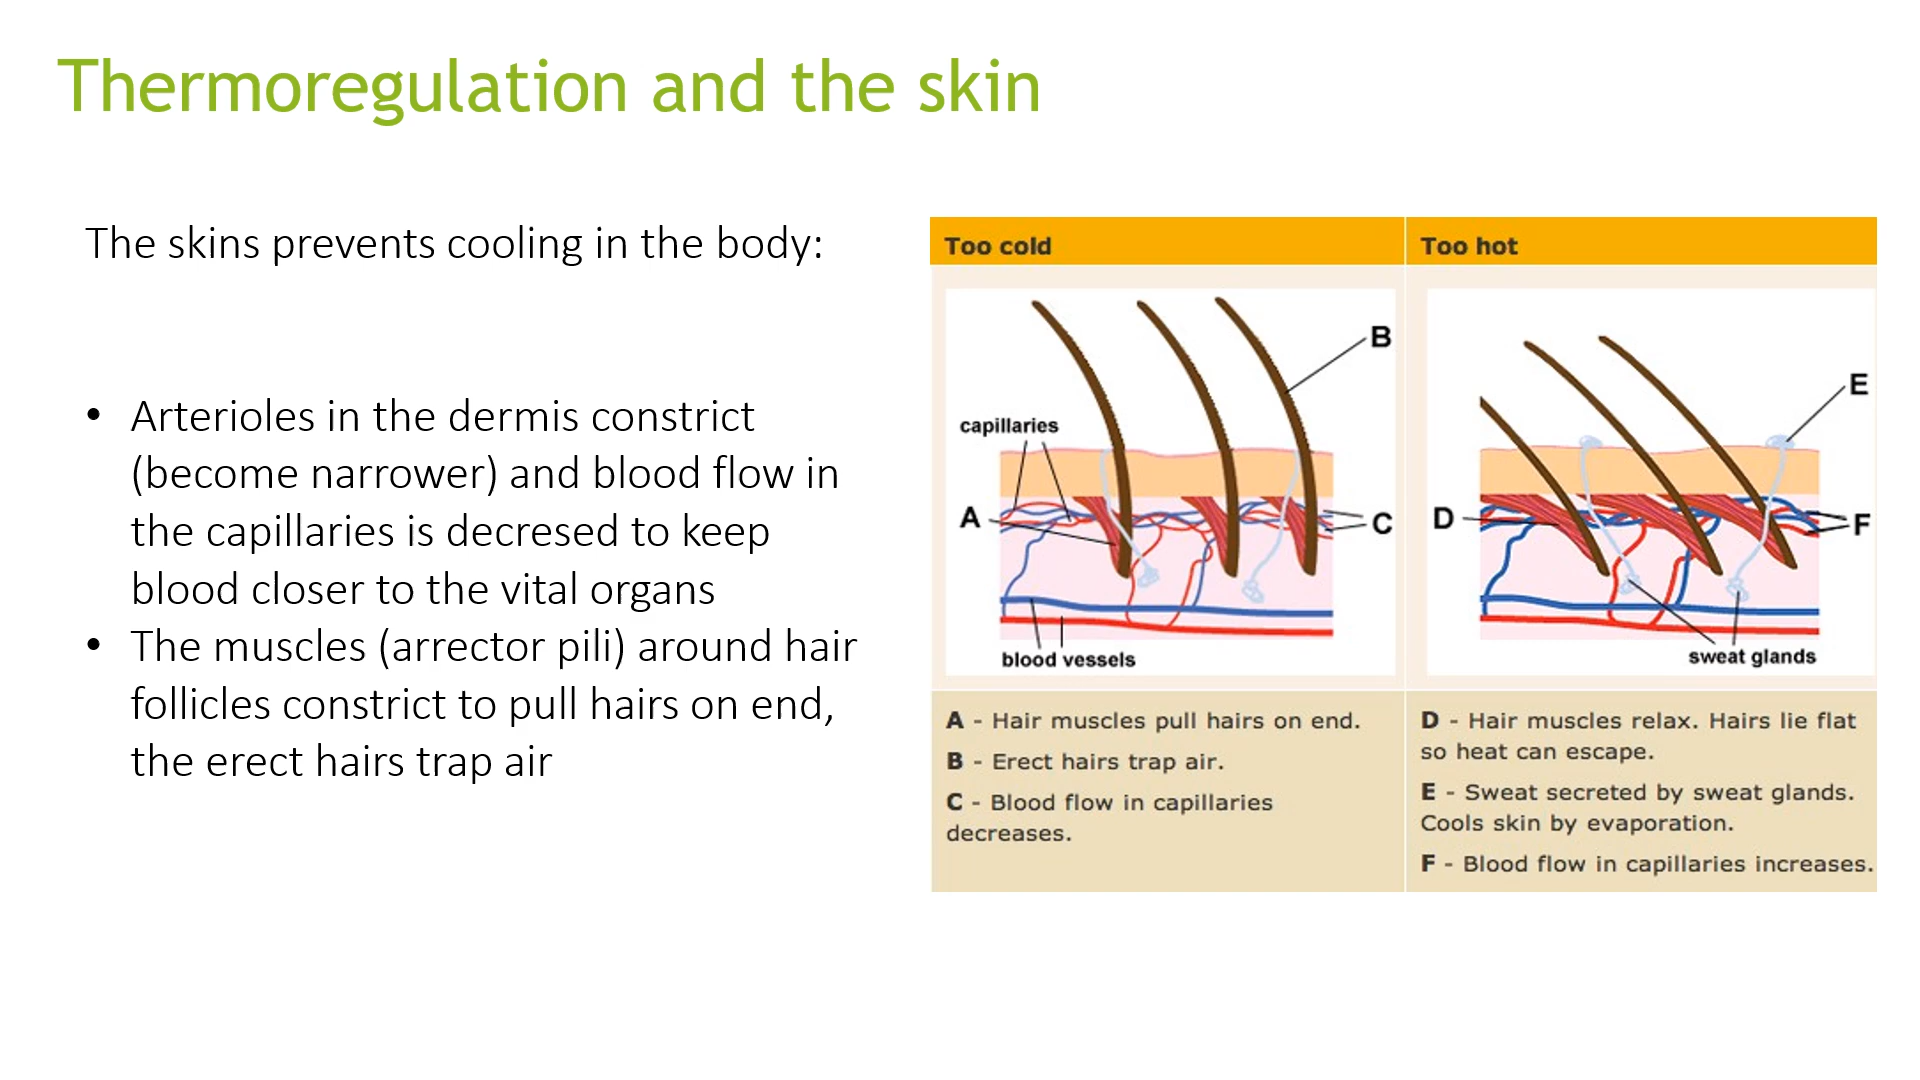 Thermoregulation and the skin
The skins prevents cooling in the body:
• Arterioles in the dermis constrict
(become narrower) and blood flow in
the capillaries is decresed to keep
blood closer to the vital organs
• The muscles (arrector pili) around hair
follicles constrict to pull hairs on end,
the erect hairs trap air
Too cold
B
capillaries
A
C
blood vessels
A - Hair muscles pull hairs on end.
B - Erect hairs trap air.
C - Blood flow in capillaries
decreases.
Too hot
E
D
F
sweat glands
D - Hair muscles relax. Hairs lie flat
so heat can escape.
E - Sweat secreted by sweat glands.
Cools skin by evaporation.
F - Blood flow in capillaries increases.